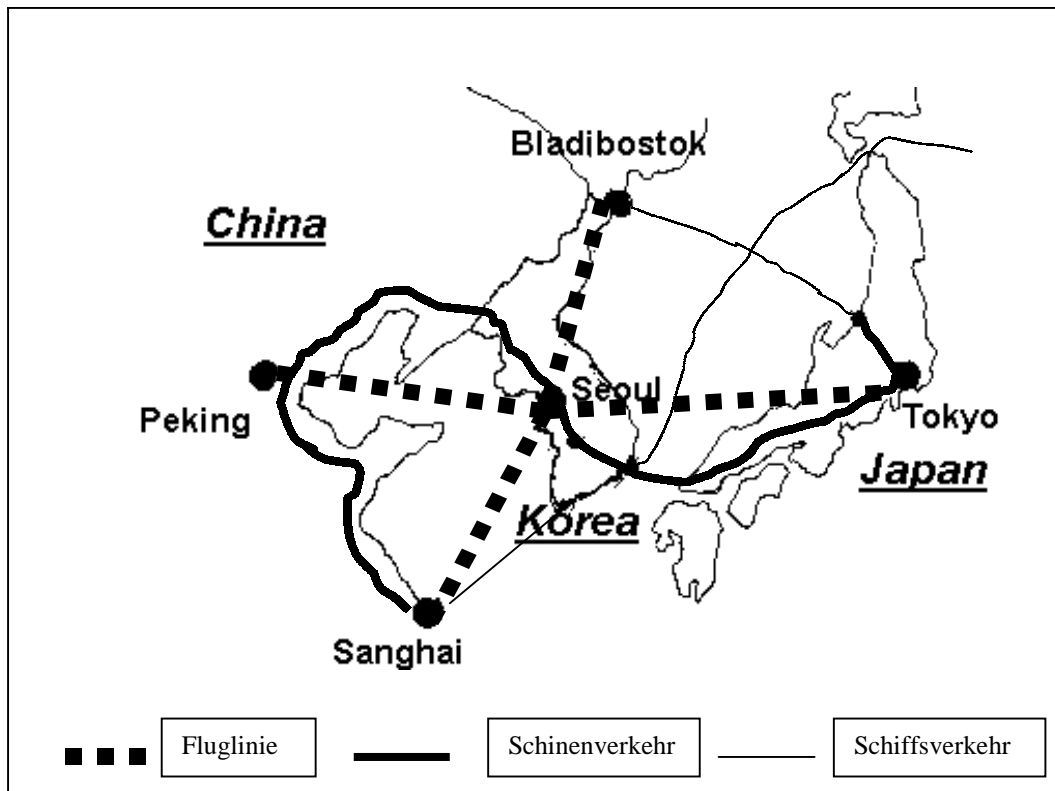 Bladibostok
China
Seoul
Peking
Tokyo
Japan
Korea
Sanghai
Fluglinie
Schinenverkehr
Schiffsverkehr